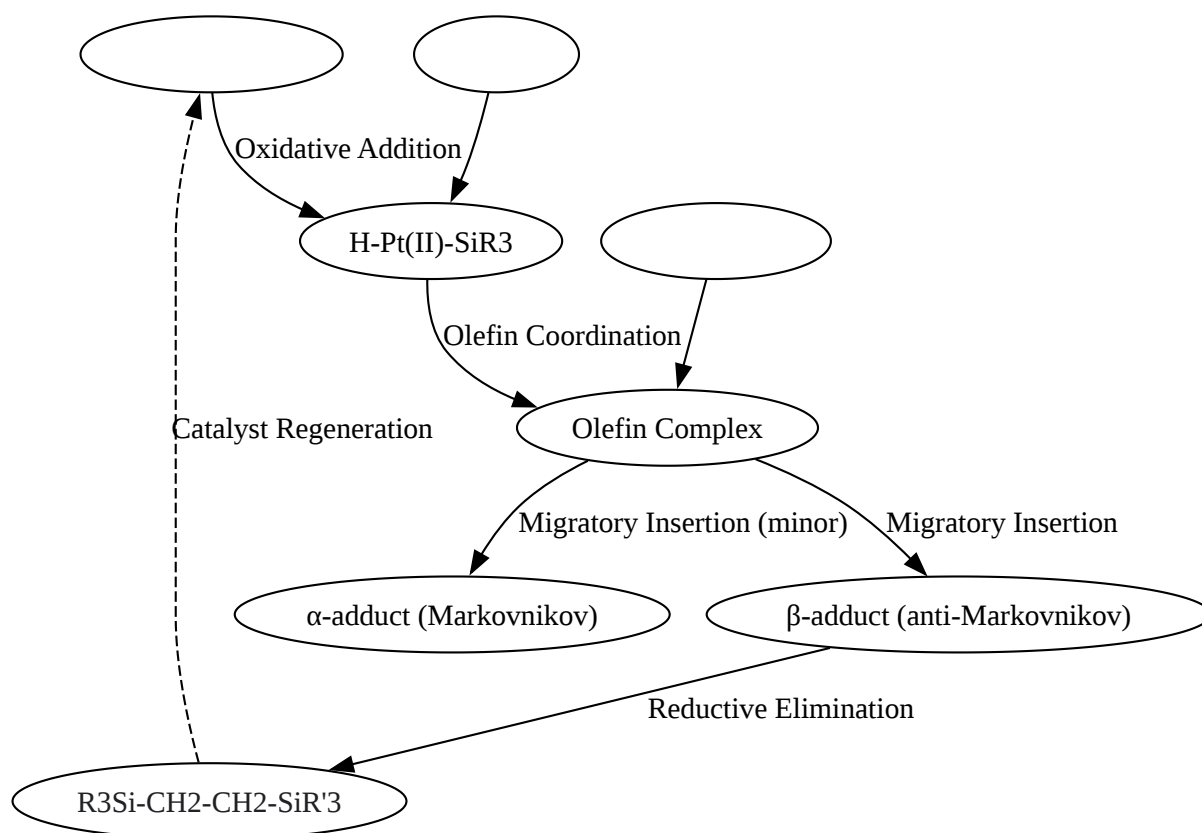 Oxidative Addition
H-Pt(II)-SiR3
Olefin Coordination
Catalyst Regeneration
Olefin Complex
Migratory Insertion (minor)
Migratory Insertion
α-adduct (Markovnikov)
β-adduct (anti-Markovnikov)
Reductive Elimination
R3Si-CH2-CH2-SiR'3